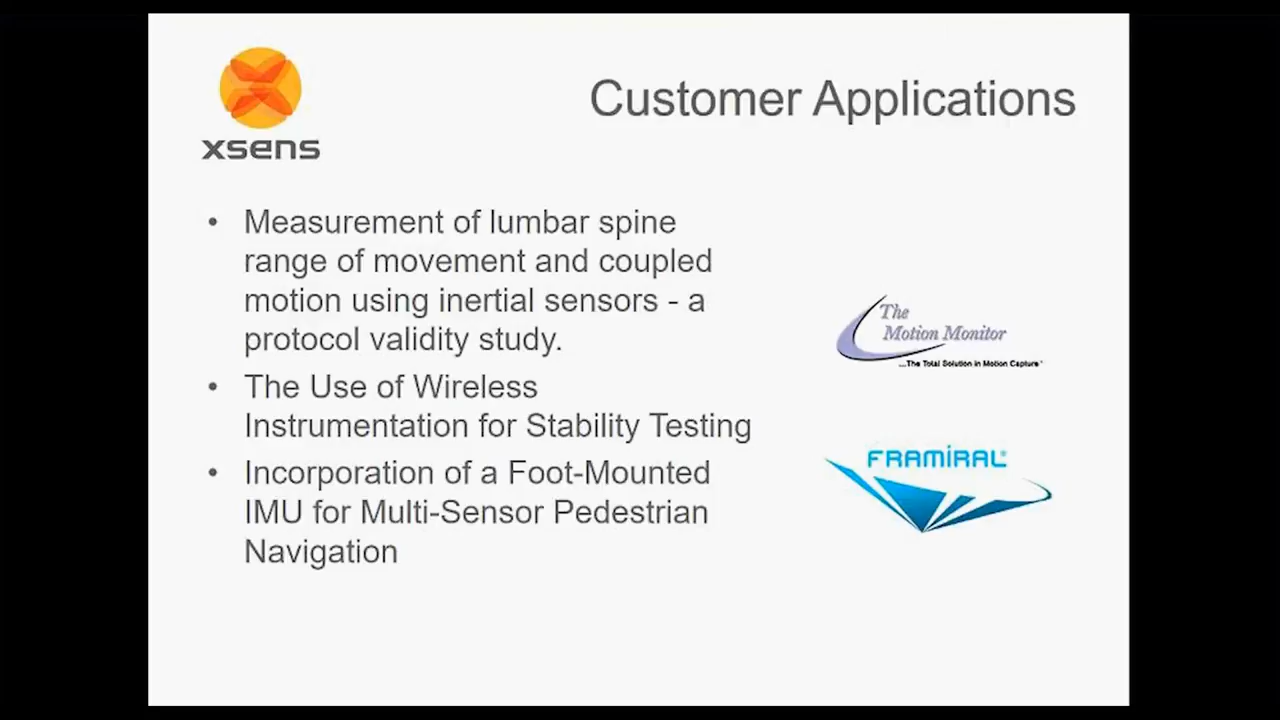 xsens
Customer Applications
• Measurement of lumbar spine
range of movement and coupled
motion using inertial sensors - a
protocol validity study.
• The Use of Wireless
Instrumentation for Stability Testing
• Incorporation of a Foot-Mounted
IMU for Multi-Sensor Pedestrian
Navigation
The
Motion Monitor
...The Total Solution in Motion Capture"
FRAMiRAL®